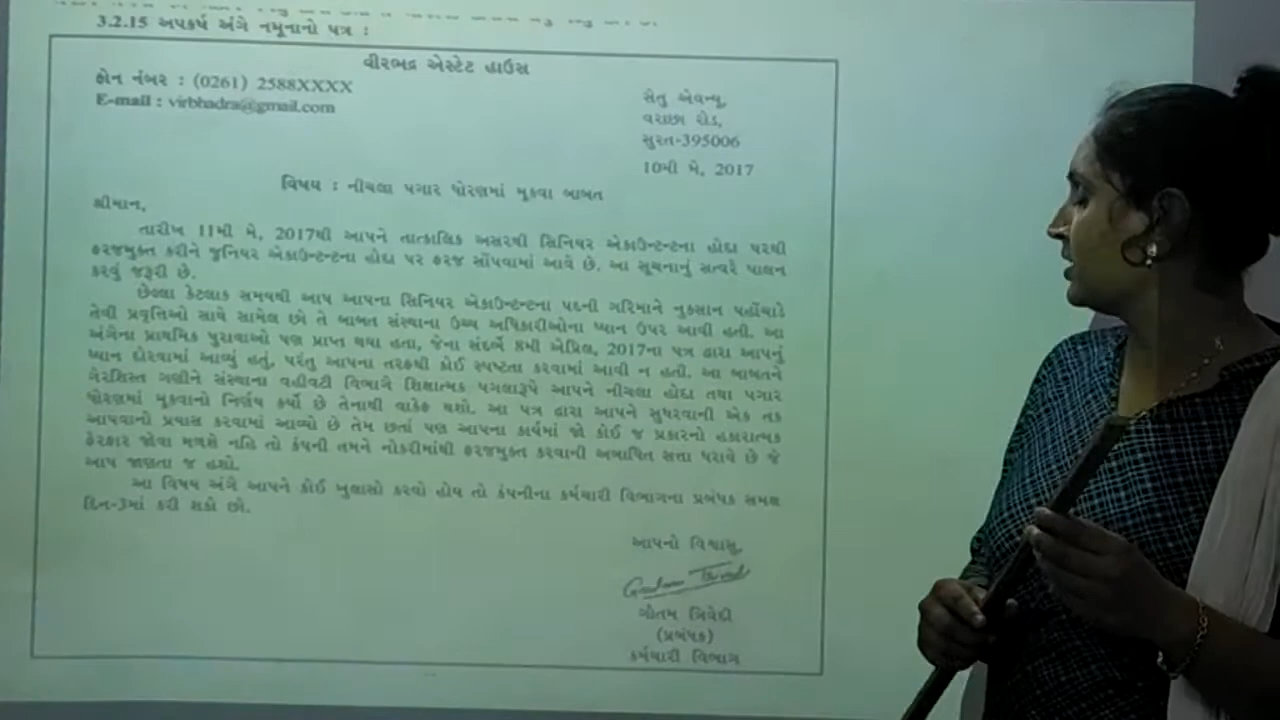 3.2.15 અપકર્ષ અંગે નમૂનાનો પત્ર :
વીરભદ્ર એસ્ટેટ હાઉસ
ફોન નંબર : (0261) 2588XXXX
E-mail : virbhadra@gmail.com
સેતુ એવન્યૂ,
વરાછા રોડ,
સુરત-395006
10મી મે, 2017
વિષય : નીચલા પગાર ધોરણમાં મૂકવા બાબત
શ્રીમાન,
તારીખ 11મી મે, 2017થી આપને તાત્કાલિક અસરથી સિનિયર એકાઉન્ટન્ટના હોદ્દા પરથી
ફરજમુક્ત કરીને જુનિયર એકાઉન્ટન્ટના હોદ્દા પર ફરજ સોંપવામાં આવે છે. આ સૂચનાનું સત્વરે પાલન
કરવું જરૂરી છે.
છેલ્લા કેટલાક સમયથી આપ આપના સિનિયર એકાઉન્ટન્ટના પદની ગરિમાને નુકસાન પહોંચાડે
તેવી પ્રવૃત્તિઓ સાથે સામેલ છો તે બાબત સંસ્થાના ઉચ્ચ અધિકારીઓના ધ્યાન ઉપર આવી હતી. આ
અંગેના પ્રાથમિક પુરાવાઓ પણ પ્રાપ્ત થયા હતા, જેના સંદર્ભે 8મી એપ્રિલ, 2017ના પત્ર દ્વારા આપનું
ધ્યાન દોરવામાં આવ્યું હતું, પરંતુ આપના તરફથી કોઈ સ્પષ્ટતા કરવામાં આવી ન હતી. આ બાબતને
ગેરશિસ્ત ગણીને સંસ્થાના વહીવટી વિભાગે શિક્ષાત્મક પગલારૂપે આપને નીચલા હોદ્દા તથા પગાર
ધોરણમાં મૂકવાનો નિર્ણય કર્યો છે તેનાથી વાકેફ થશો. આ પત્ર દ્વારા આપને સુધરવાની એક તક
આપવાનો પ્રયાસ કરવામાં આવ્યો છે તેમ છતાં પણ આપના કાર્યમાં જો કોઈ જ પ્રકારનો હકારાત્મક
ફેરફાર જોવા મળશે નહિ તો કંપની તમને નોકરીમાંથી ફરજમુક્ત કરવાની અબાધિત સત્તા ધરાવે છે જે
આપ જાણતા જ હશો.
આ વિષય અંગે આપને કોઈ ખુલાસો કરવો હોય તો કંપનીના કર્મચારી વિભાગના પ્રબંધક સમક્ષ
દિન-3માં કરી શકો છો.
આપનો વિશ્વાસુ,
ગૌતમ ત્રિવેદી
(પ્રબંધક)
કર્મચારી વિભાગ